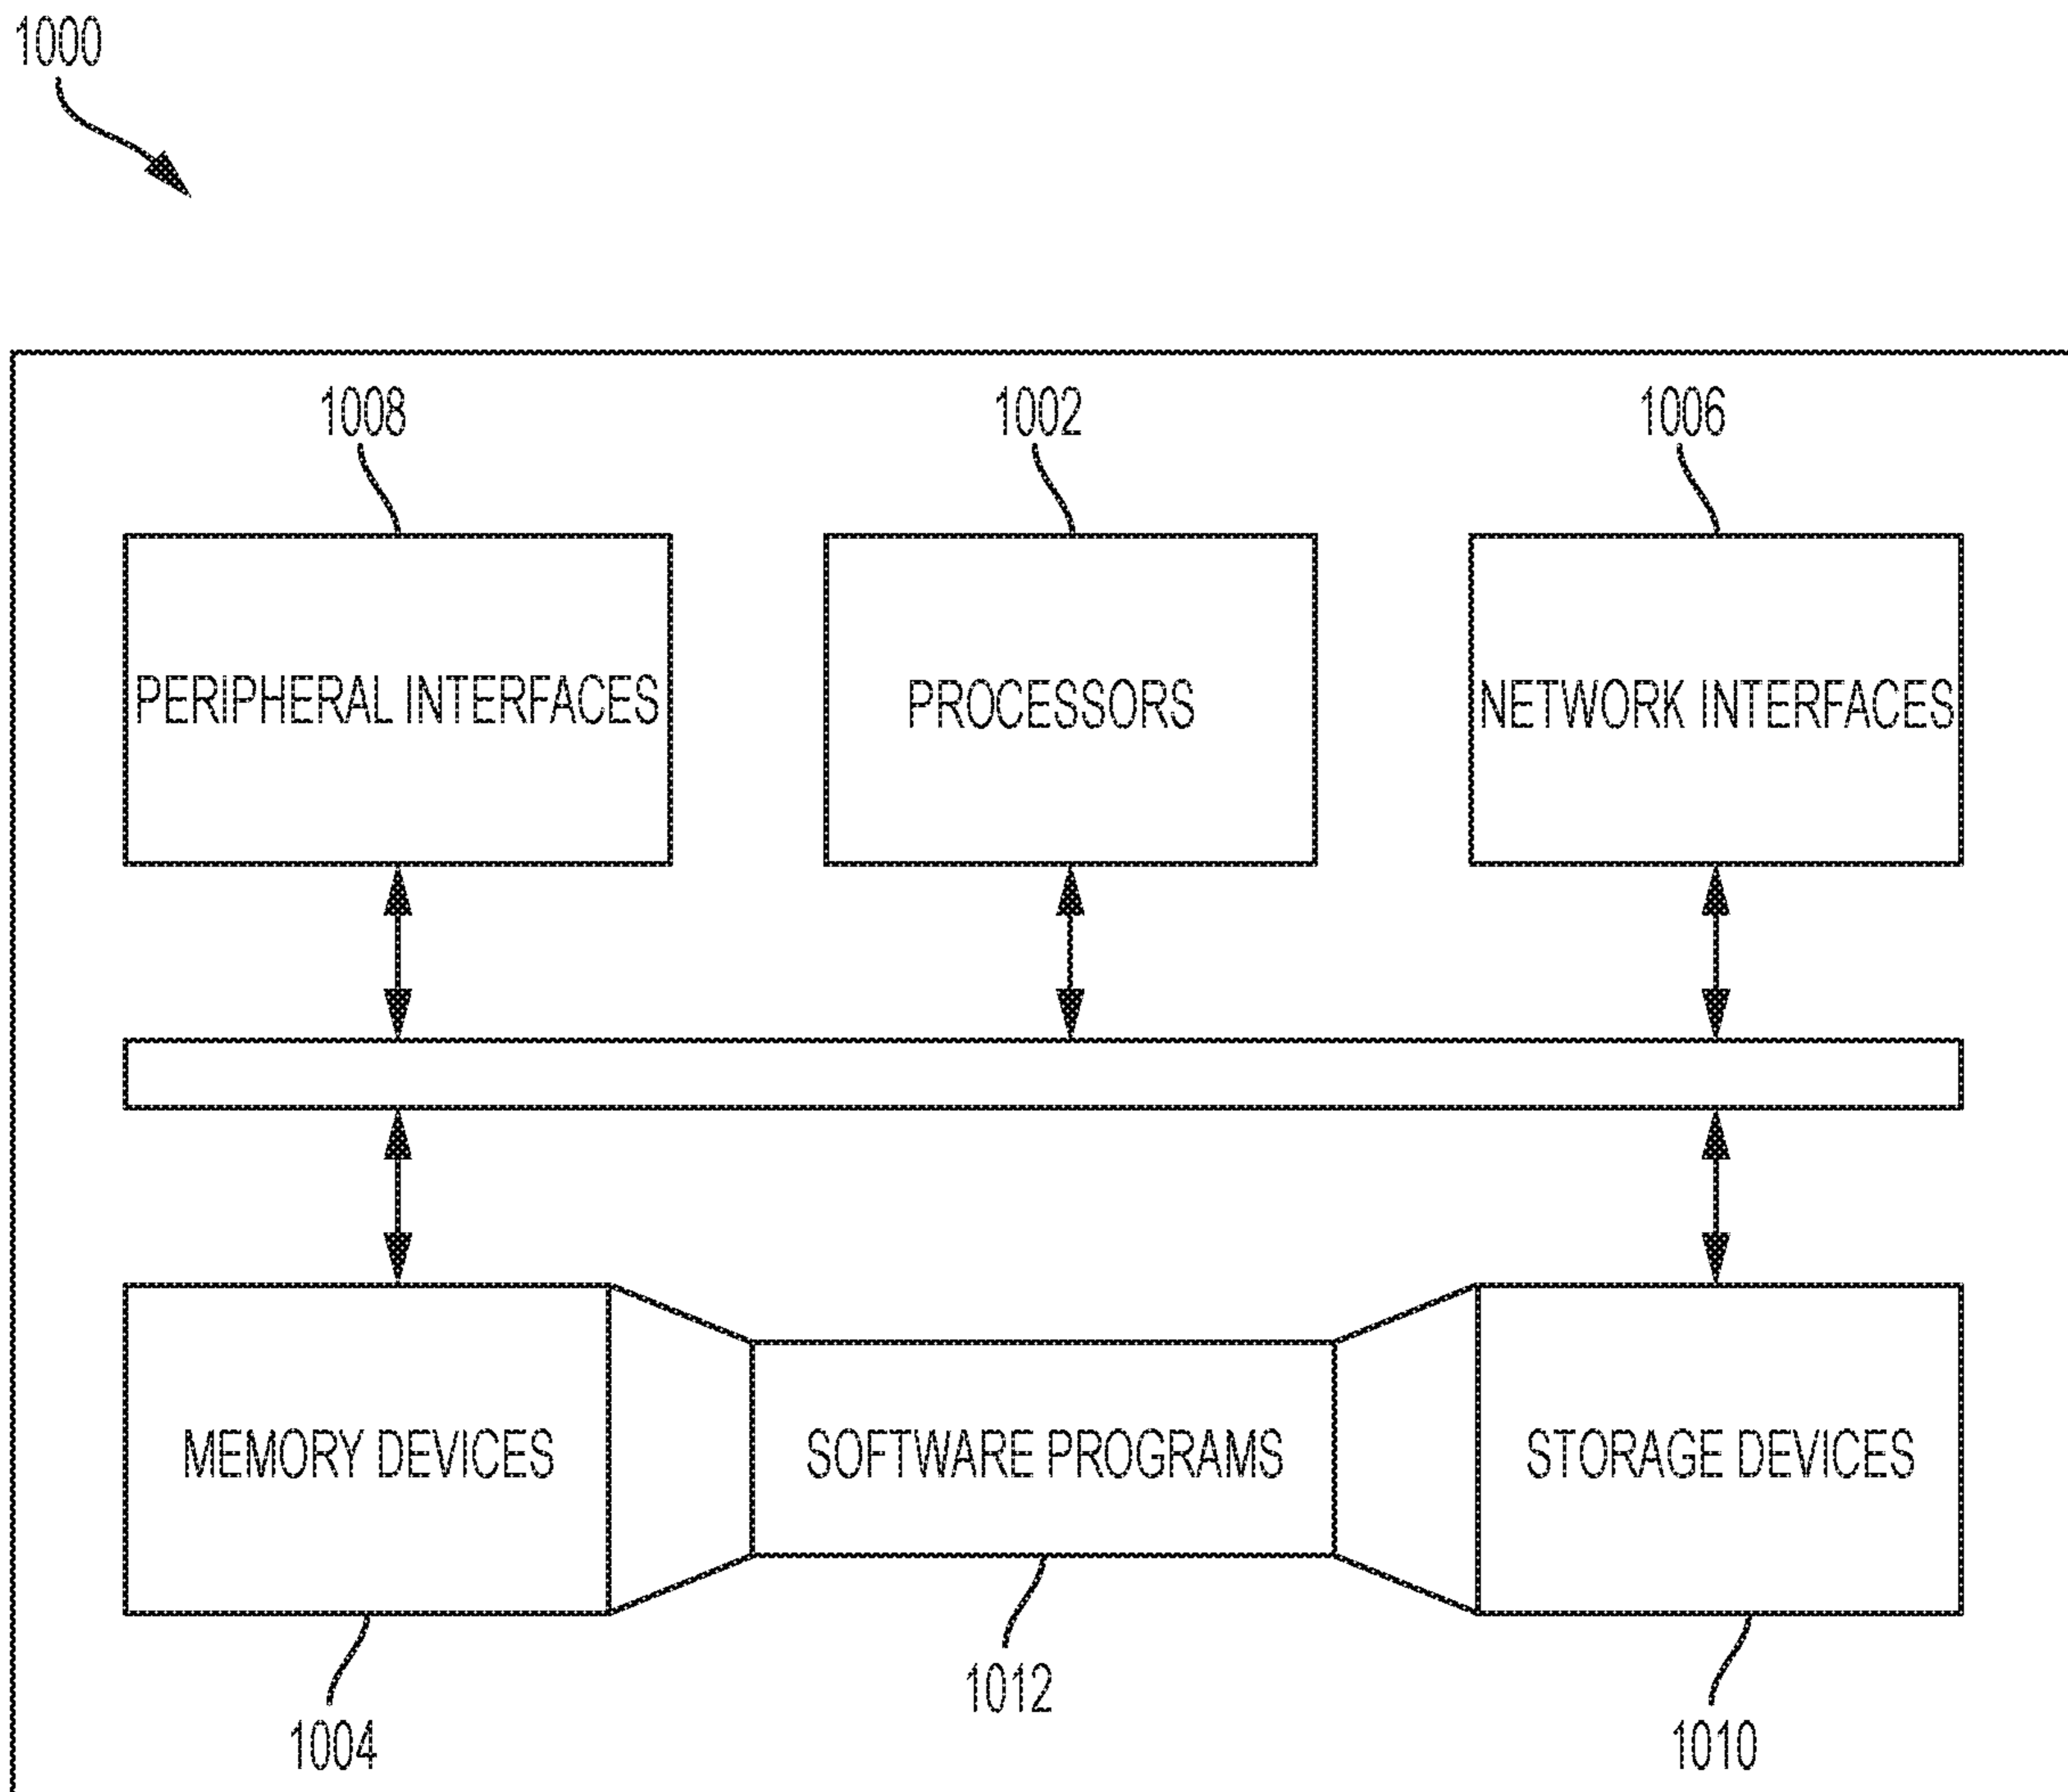 1000
1008
1002
1006
PERIPHERAL INTERFACES
PROCESSORS
NETWORK INTERFACES
MEMORY DEVICES
SOFTWARE PROGRAMS
STORAGE DEVICES
1012
1004
1010